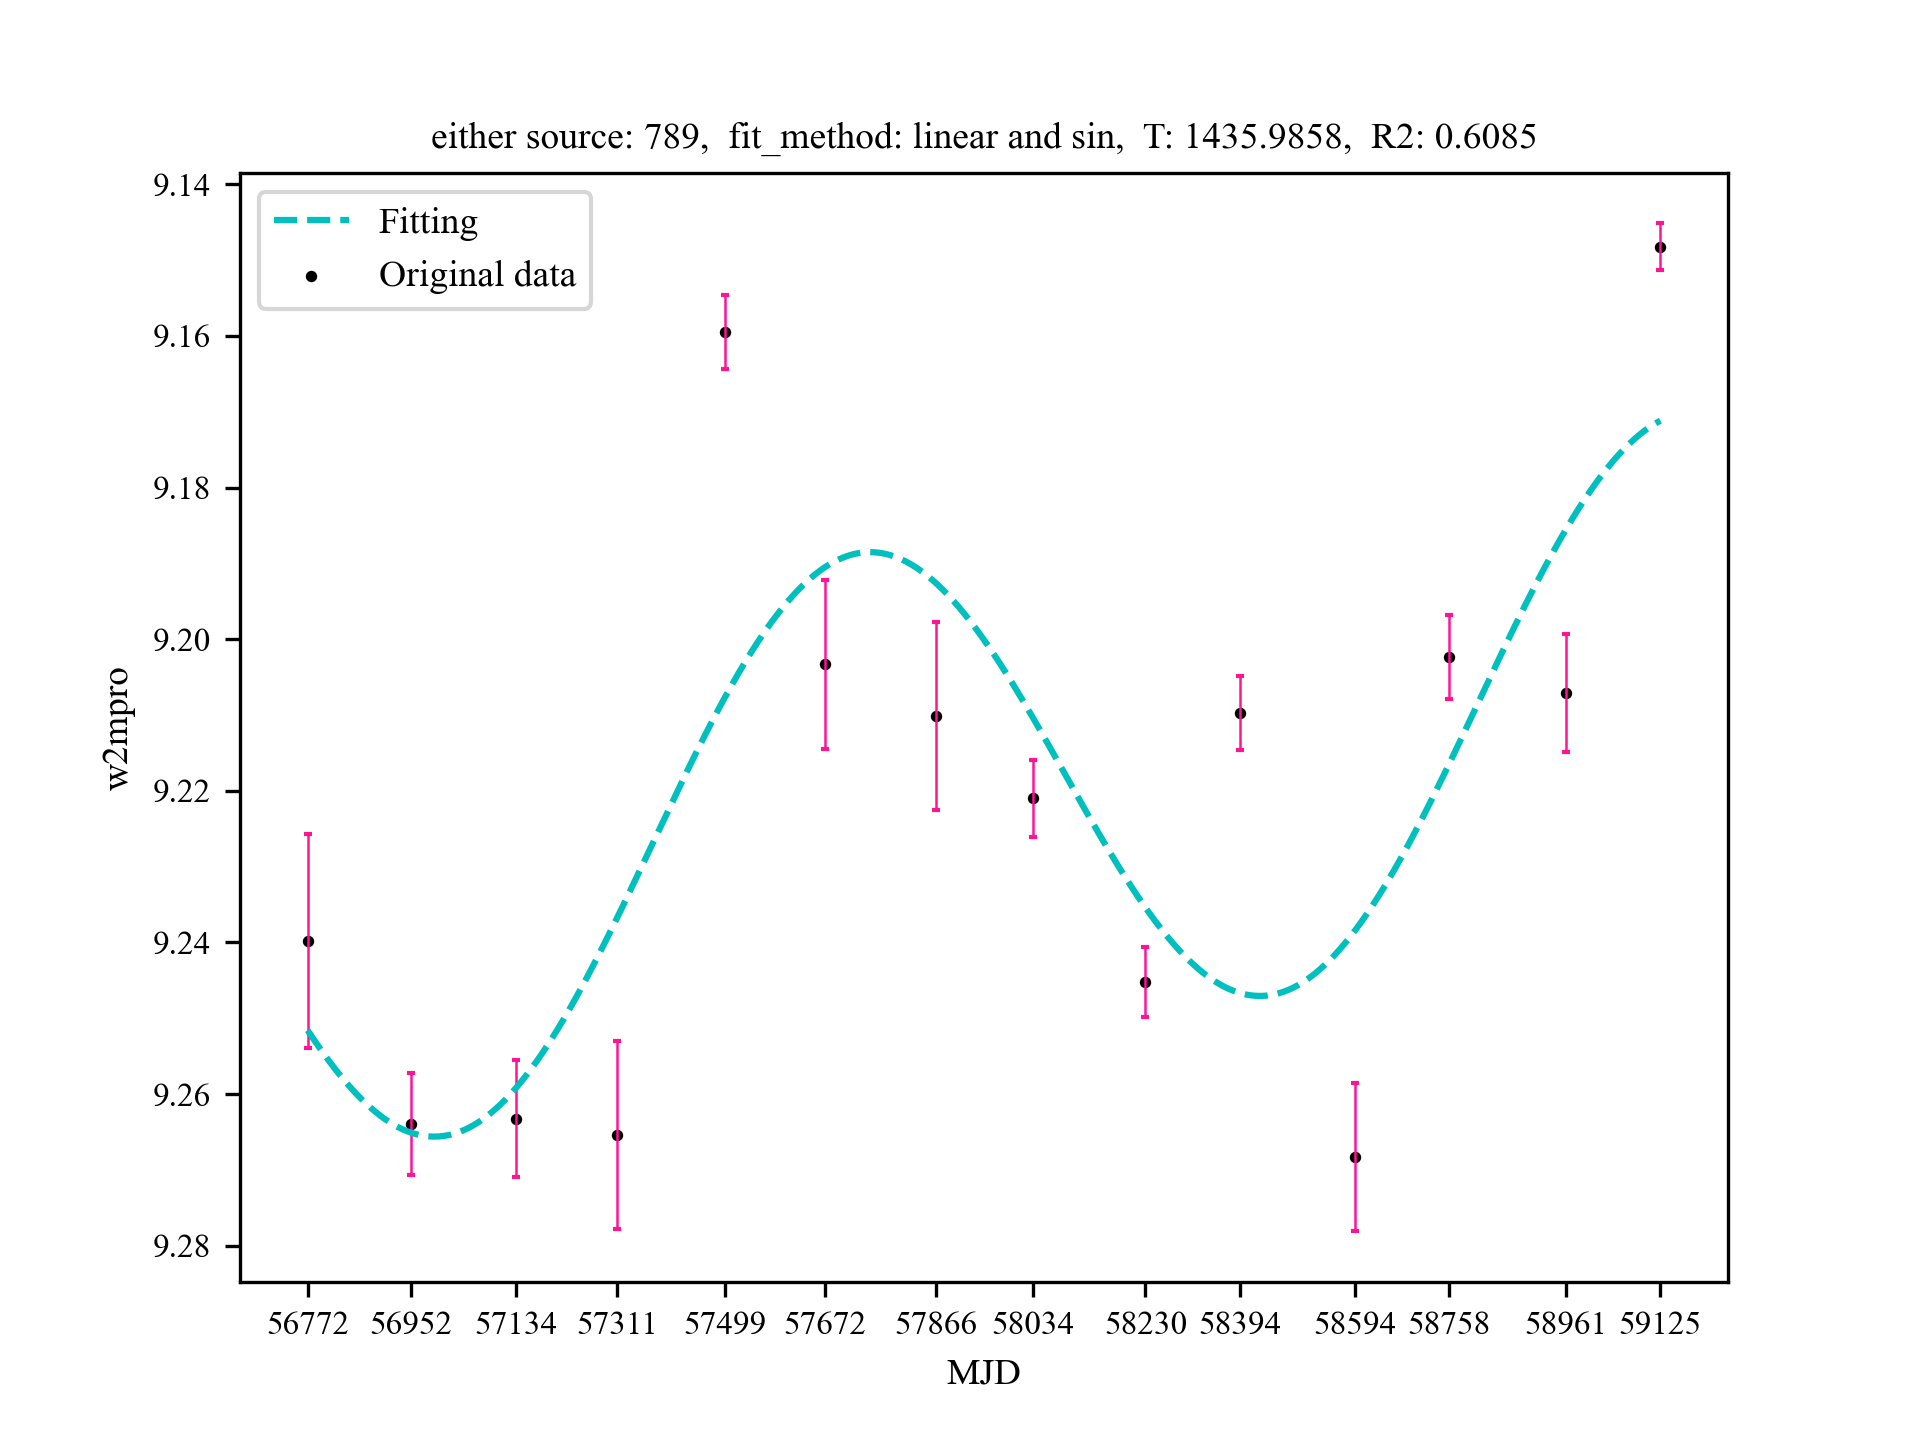 either source: 789,  fit_method: linear and sin,  T: 1435.9858,  R2: 0.6085
Fitting
Original data
9.14
9.16
9.18
9.20
9.22
9.24
9.26
9.28
w2mpro
56772 56952 57134 57311 57499 57672 57866 58034 58230 58394 58594 58758 58961 59125
MJD